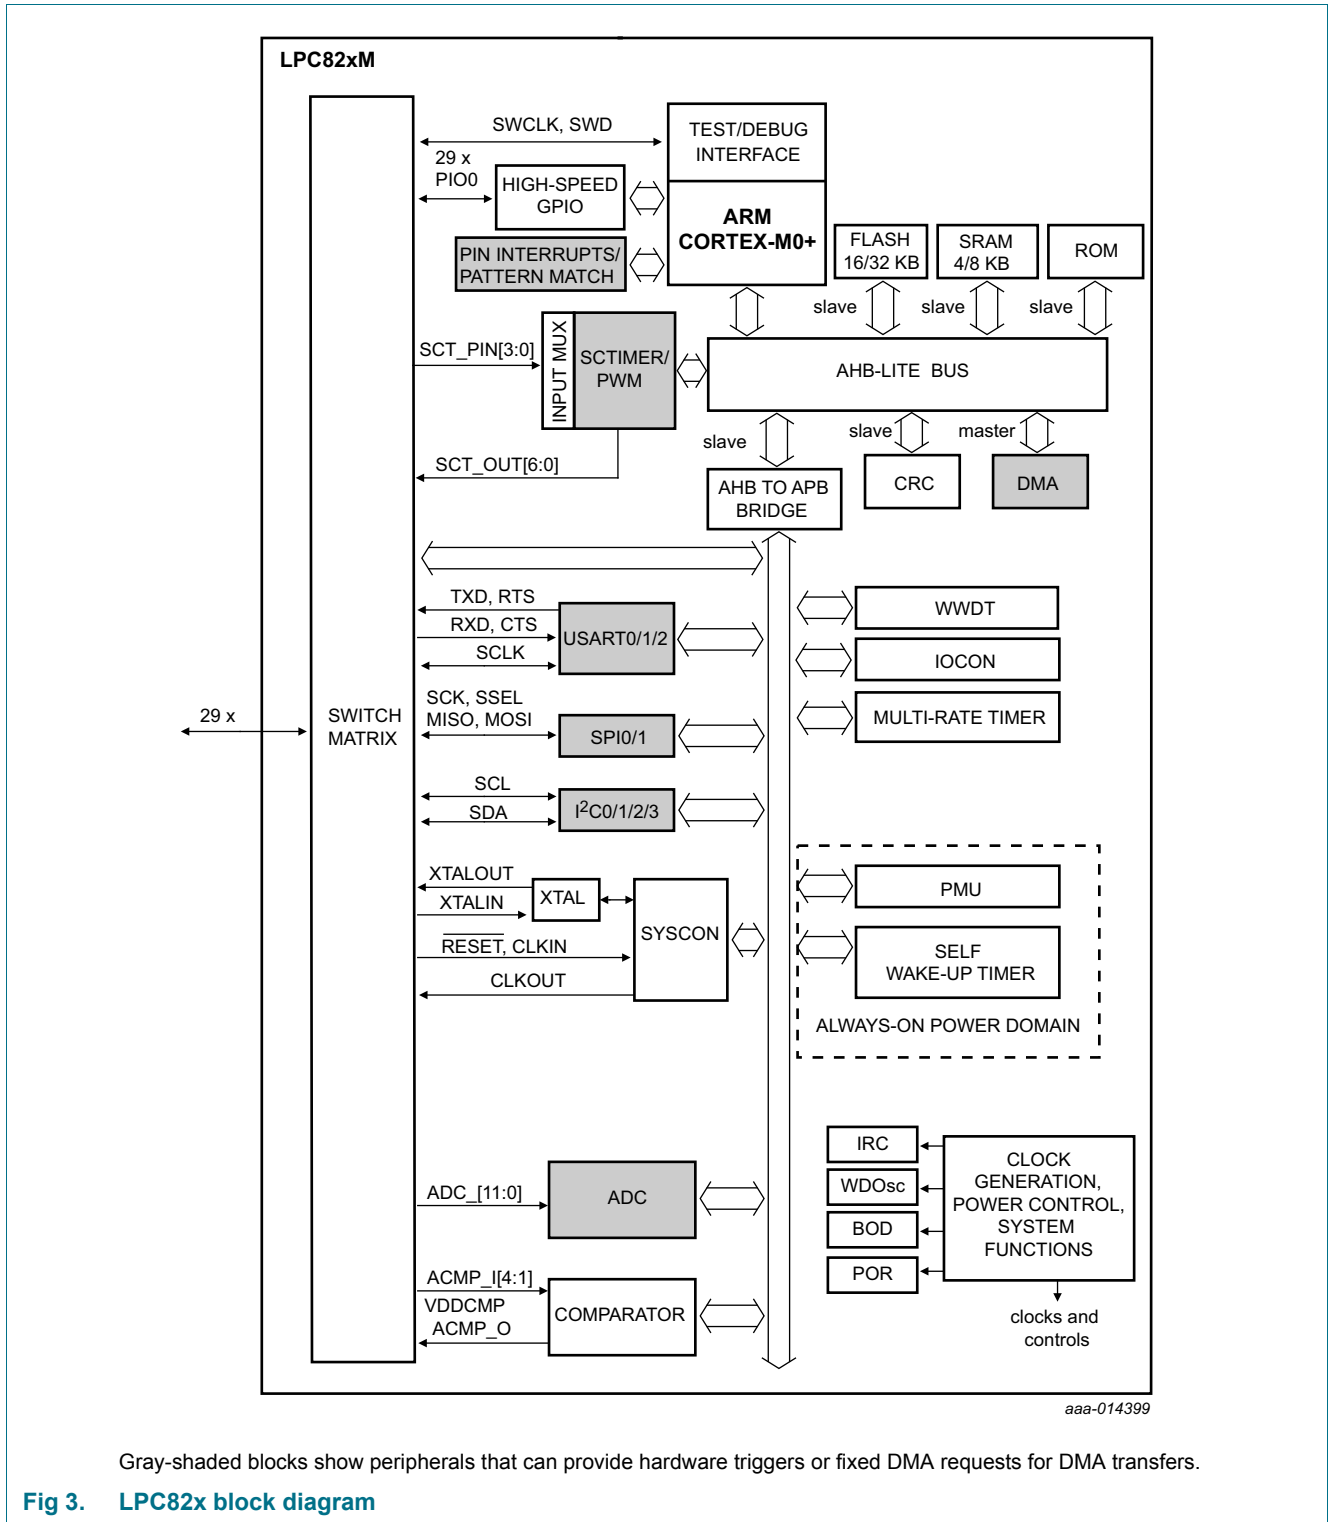 LPC82xM
SWCLK, SWD
TEST/DEBUG
INTERFACE
29 x
PIO0
HIGH-SPEED
GPIO
ARM
CORTEX-M0+
PIN INTERRUPTS/
PATTERN MATCH
FLASH
16/32 KB
SRAM
4/8 KB
ROM
slave
slave
slave
SCT_PIN[3:0]
INPUT MUX
SCTIMER/
PWM
AHB-LITE BUS
slave
slave
master
SCT_OUT[6:0]
AHB TO APB
BRIDGE
CRC
DMA
TXD, RTS
RXD, CTS
SCLK
USART0/1/2
WWDT
IOCON
SCK, SSEL
MISO, MOSI
SPI0/1
MULTI-RATE TIMER
29 x
SWITCH
MATRIX
SCL
SDA
I2C0/1/2/3
XTALOUT
XTALIN
XTAL
RESET, CLKIN
CLKOUT
SYSCON
PMU
SELF
WAKE-UP TIMER
ALWAYS-ON POWER DOMAIN
ADC_[11:0]
ADC
IRC
WDOsc
BOD
POR
CLOCK
GENERATION,
POWER CONTROL,
SYSTEM
FUNCTIONS
clocks and
controls
ACMP_I[4:1]
VDDCMP
ACMP_O
COMPARATOR
aaa-014399
Gray-shaded blocks show peripherals that can provide hardware triggers or fixed DMA requests for DMA transfers.
Fig 3. LPC82x block diagram